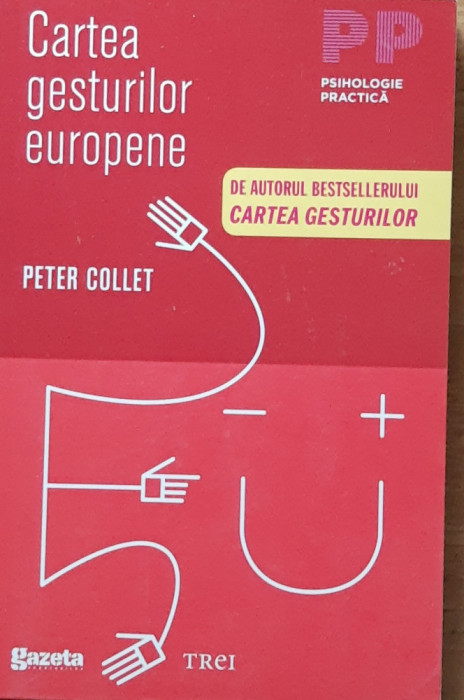 Cartea
gesturilor
europene
PP
PSIHOLOGIE
PRACTICĂ
DE AUTORUL BESTSELLERULUI
CARTEA GESTURILOR
PETER COLLET
gazeta
TREI